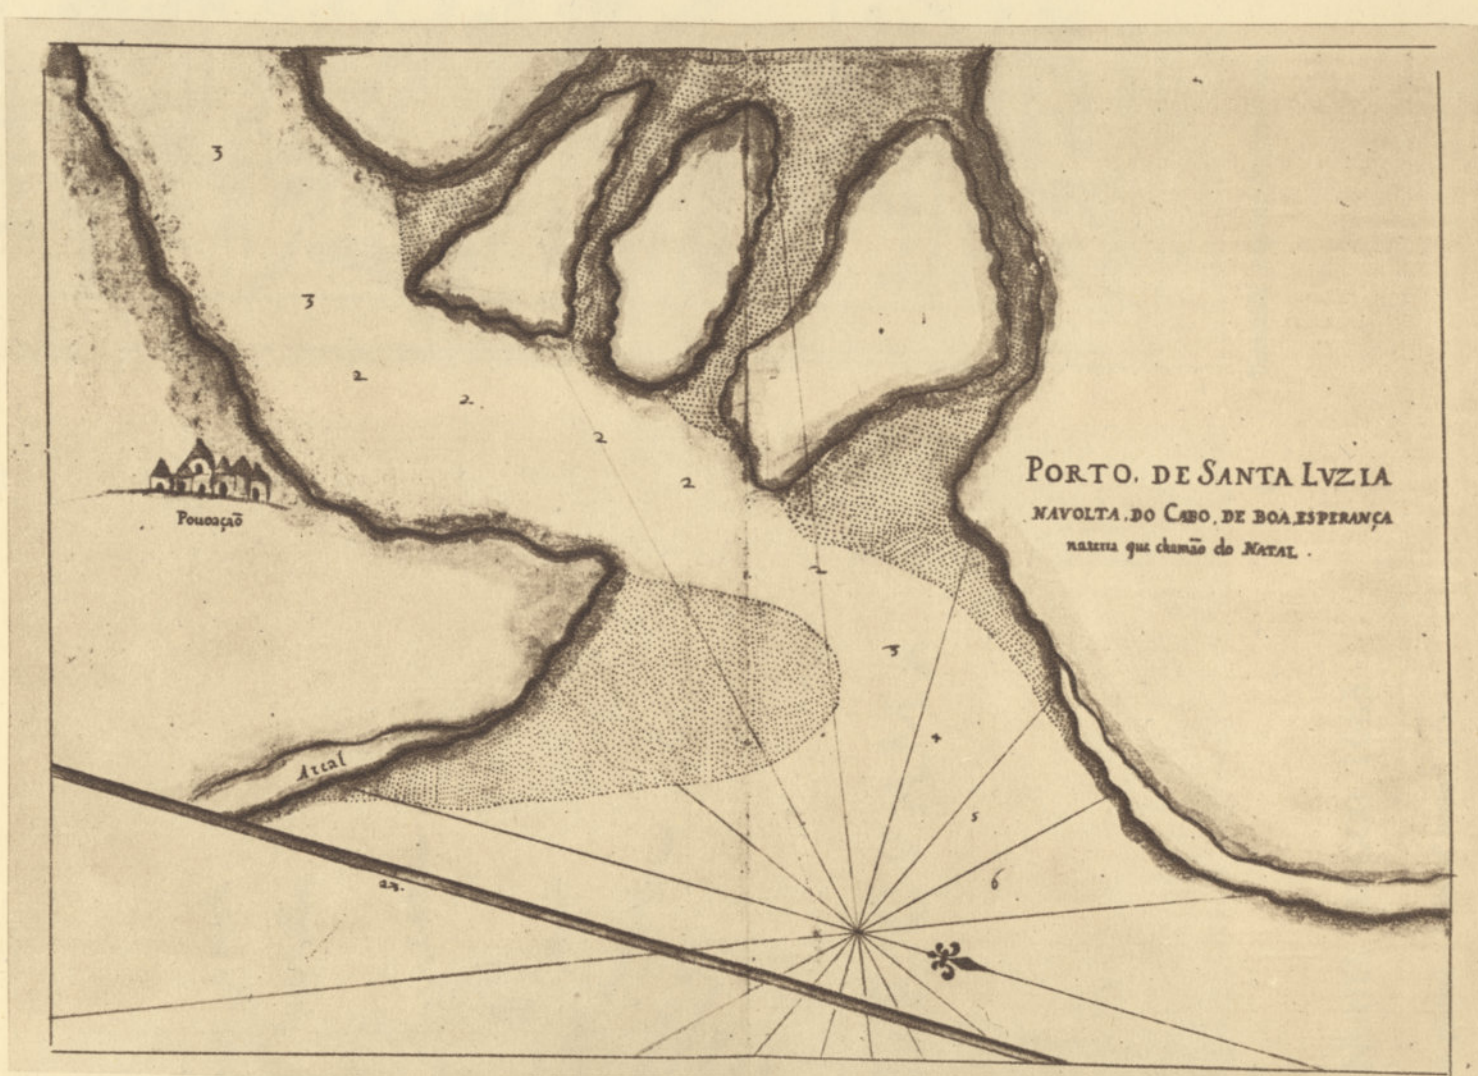 3
3
2
2.
2
2
PORTO. DE SANTA LVZIA
NAVOLTA. DO CABO, DE BOA ESPERANÇA
naterra que chamão do NATAL.
Pouoação
2
3
4
Areal
5
6